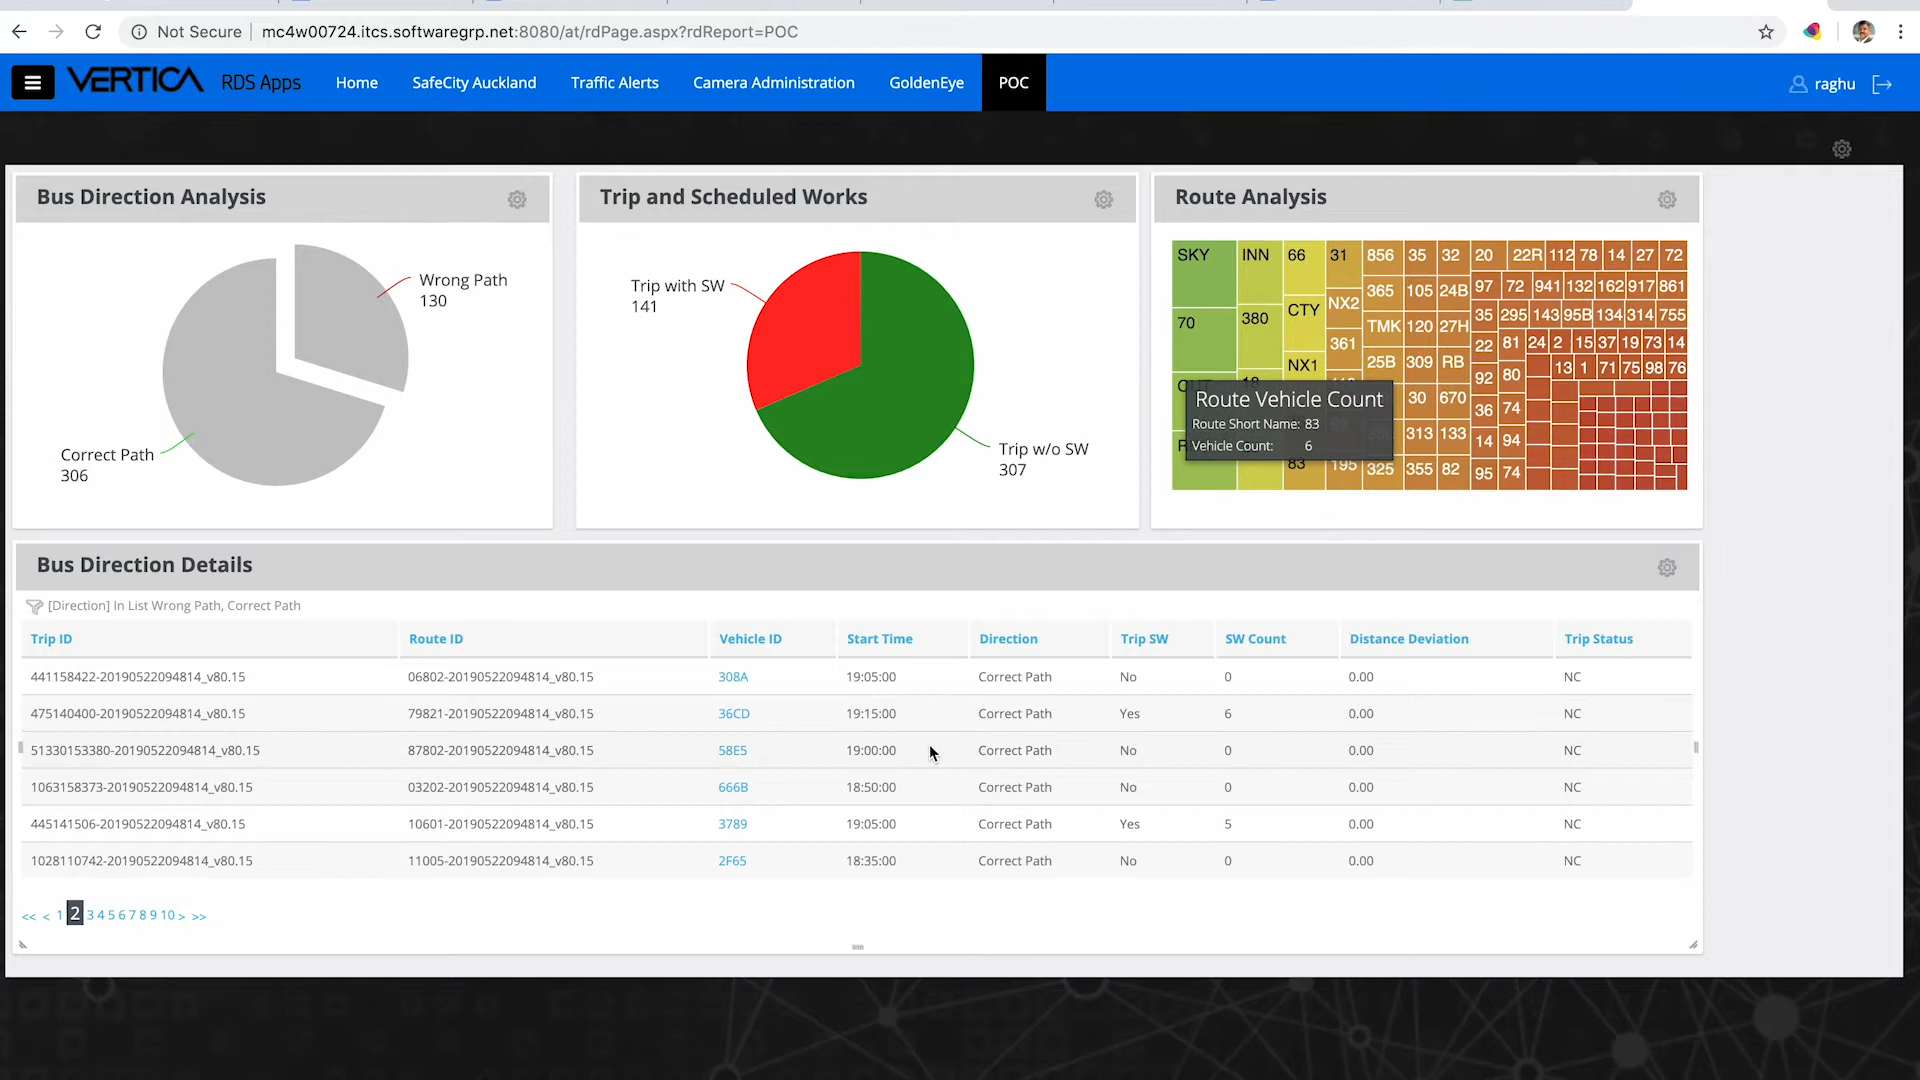 Not Secure mc4w00724.itcs.softwaregrp.net:8080/at/rdPage.aspx?rdReport=POC
VERTICA RDS Apps Home SafeCity Auckland Traffic Alerts Camera Administration GoldenEye POC raghu
Bus Direction Analysis
Wrong Path
130
Correct Path
306
Trip and Scheduled Works
Trip with SW
141
Trip w/o SW
307
Route Analysis
SKY INN 66 31 856 35 32 20 22R 112 78 14 27 72
365 105 24B 97 72 941 132 162 917 861
70 380 CTY NX2 TMK 120 27H 35 295 143 95B 134 314 755
NX1 361 25B 309 RB 22 81 24 2 15 37 19 73 14
92 80 13 1 71 75 98 76
30 670 36 74
313 133 14 94
83 195 325 355 82 95 74
Route Vehicle Count
Route Short Name: 83
Vehicle Count: 6
Bus Direction Details
[Direction] In List Wrong Path, Correct Path
Trip ID Route ID Vehicle ID Start Time Direction Trip SW SW Count Distance Deviation Trip Status
441158422-20190522094814_v80.15 06802-20190522094814_v80.15 308A 19:05:00 Correct Path No 0 0.00 NC
475140400-20190522094814_v80.15 79821-20190522094814_v80.15 36CD 19:15:00 Correct Path Yes 6 0.00 NC
51330153380-20190522094814_v80.15 87802-20190522094814_v80.15 58E5 19:00:00 Correct Path No 0 0.00 NC
1063158373-20190522094814_v80.15 03202-20190522094814_v80.15 666B 18:50:00 Correct Path No 0 0.00 NC
445141506-20190522094814_v80.15 10601-20190522094814_v80.15 3789 19:05:00 Correct Path Yes 5 0.00 NC
1028110742-20190522094814_v80.15 11005-20190522094814_v80.15 2F65 18:35:00 Correct Path No 0 0.00 NC
<< < 1 2 3 4 5 6 7 8 9 10 > >>